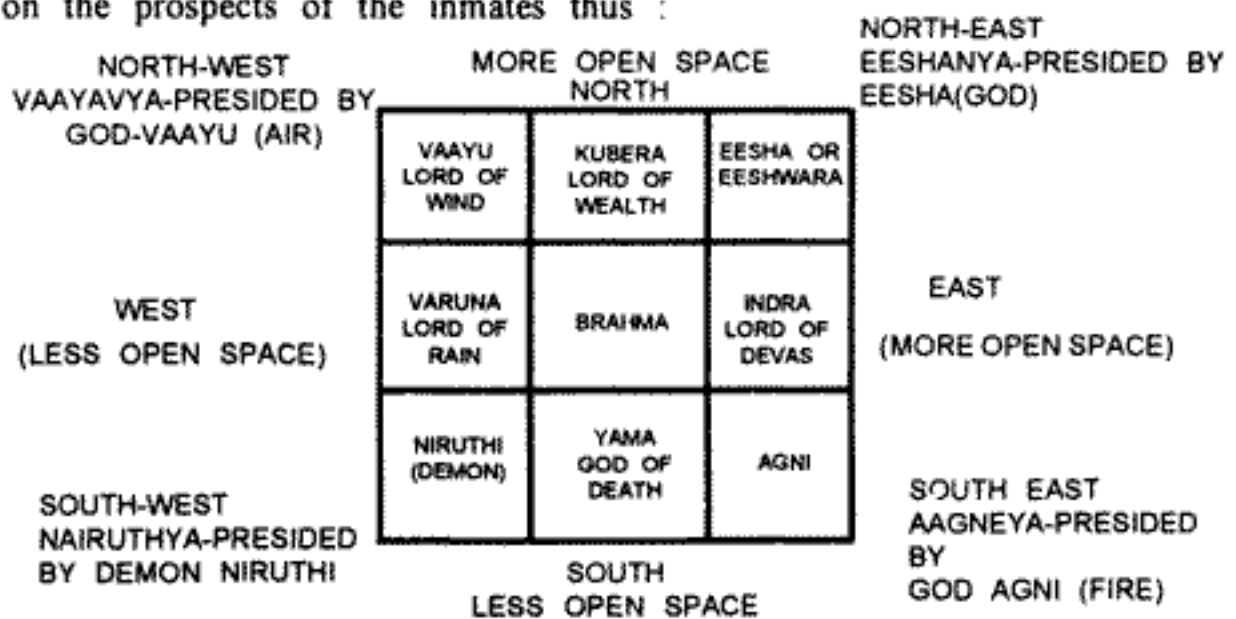 on the prospects of the inmates thus :
NORTH-WEST
VAAYAVYA-PRESIDED BY
GOD-VAAYU (AIR)
MORE OPEN SPACE
NORTH
NORTH-EAST
EESHANYA-PRESIDED BY
EESHA(GOD)
VAAYU
LORD OF
WIND
KUBERA
LORD OF
WEALTH
EESHA OR
EESHWARA
WEST
(LESS OPEN SPACE)
VARUNA
LORD OF
RAIN
BRAHMA
INDRA
LORD OF
DEVAS
EAST
(MORE OPEN SPACE)
NIRUTHI
(DEMON)
YAMA
GOD OF
DEATH
AGNI
SOUTH-WEST
NAIRUTHYA-PRESIDED
BY DEMON NIRUTHI
SOUTH
LESS OPEN SPACE
SOUTH EAST
AAGNEYA-PRESIDED
BY
GOD AGNI (FIRE)